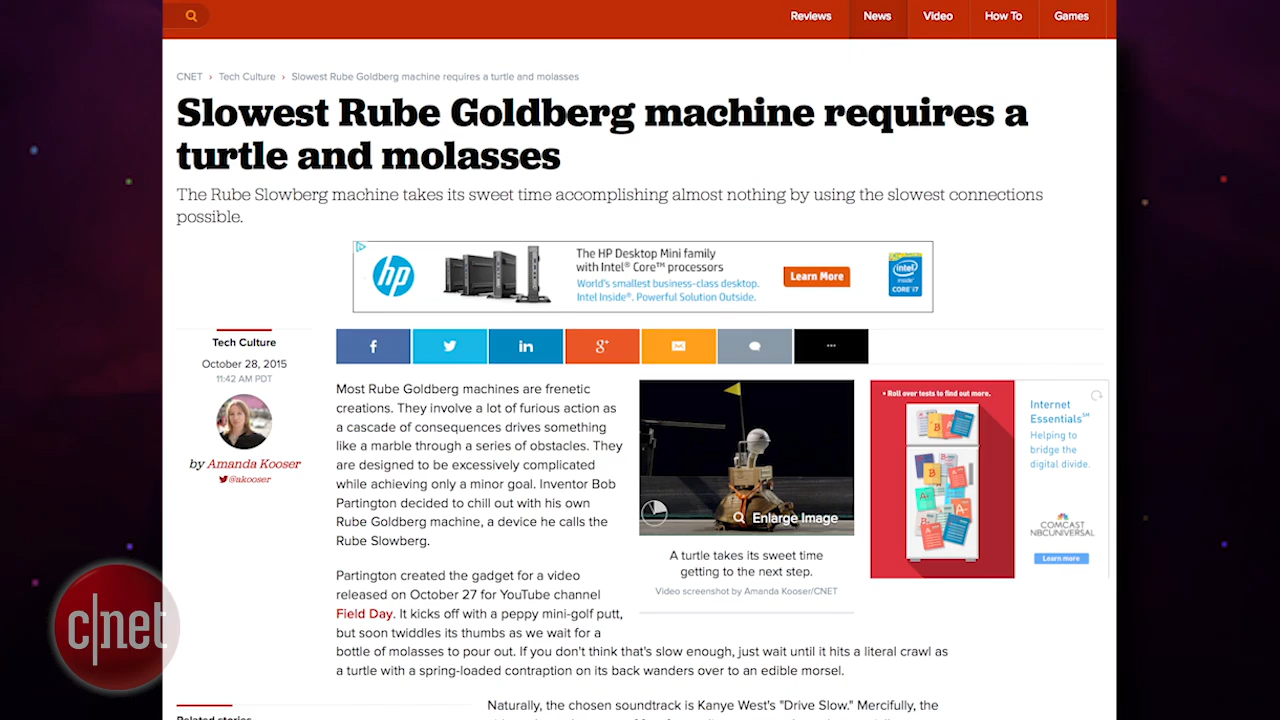 Reviews News Video How To Games
CNET › Tech Culture › Slowest Rube Goldberg machine requires a turtle and molasses
Slowest Rube Goldberg machine requires a
turtle and molasses
The Rube Slowberg machine takes its sweet time accomplishing almost nothing by using the slowest connections
possible.
hp
The HP Desktop Mini family
with Intel® Core™ processors
World's smallest business-class desktop.
Intel Inside®. Powerful Solution Outside.
Learn More
intel
inside®
CORE™ i7
Tech Culture
October 28, 2015
11:42 AM PDT
by Amanda Kooser
@akooser
f
in
g+
...
Most Rube Goldberg machines are frenetic
creations. They involve a lot of furious action as
a cascade of consequences drives something
like a marble through a series of obstacles. They
are designed to be excessively complicated
while achieving only a minor goal. Inventor Bob
Partington decided to chill out with his own
Rube Goldberg machine, a device he calls the
Rube Slowberg.
Enlarge Image
A turtle takes its sweet time
getting to the next step.
Video screenshot by Amanda Kooser/CNET
• Roll over tests to find out more.
Internet
Essentials℠
Helping to
bridge the
digital divide.
COMCAST
NBCUNIVERSAL
Learn more
Partington created the gadget for a video
released on October 27 for YouTube channel
Field Day. It kicks off with a peppy mini-golf putt,
but soon twiddles its thumbs as we wait for a
bottle of molasses to pour out. If you don't think that's slow enough, just wait until it hits a literal crawl as
a turtle with a spring-loaded contraption on its back wanders over to an edible morsel.
Naturally, the chosen soundtrack is Kanye West's "Drive Slow." Mercifully, the
Related stories
c|net